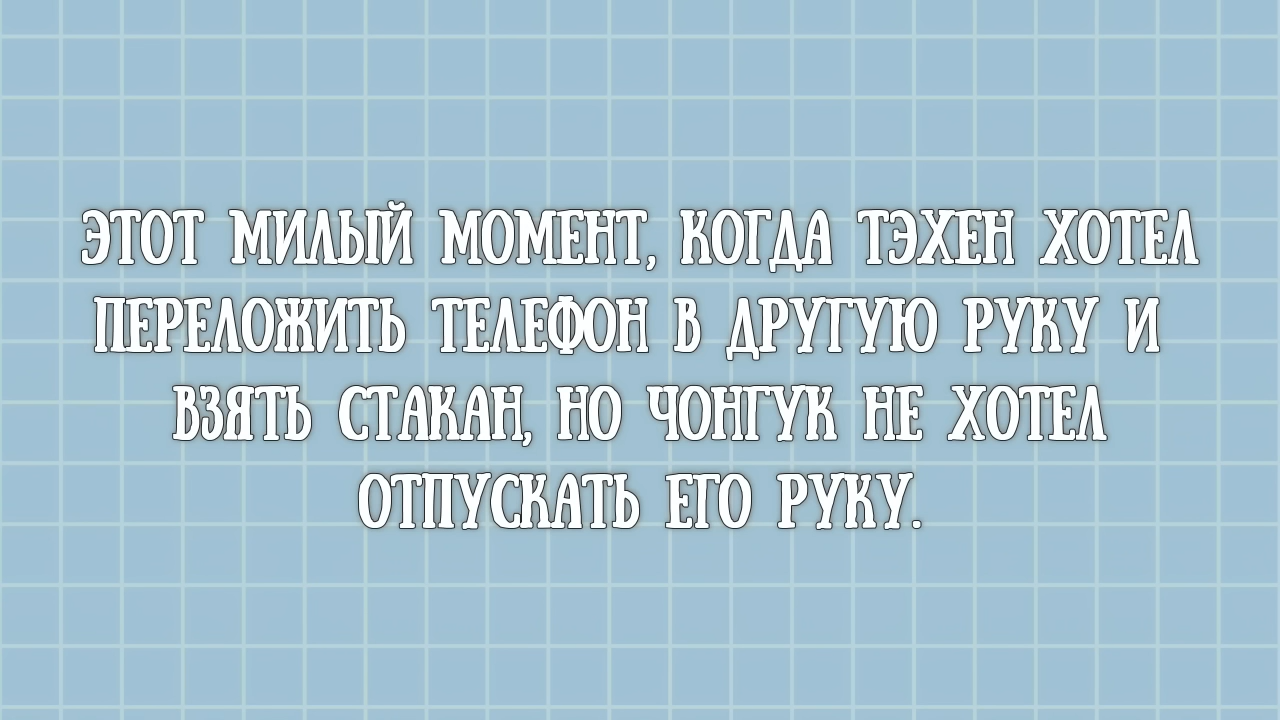 ЭТОТ МИЛЫЙ МОМЕНТ, КОГДА ТЭХЕН ХОТЕЛ
ПЕРЕЛОЖИТЬ ТЕЛЕФОН В ДРУГУЮ РУКУ И
ВЗЯТЬ СТАКАН, НО ЧОНГУК НЕ ХОТЕЛ
ОТПУСКАТЬ ЕГО РУКУ.